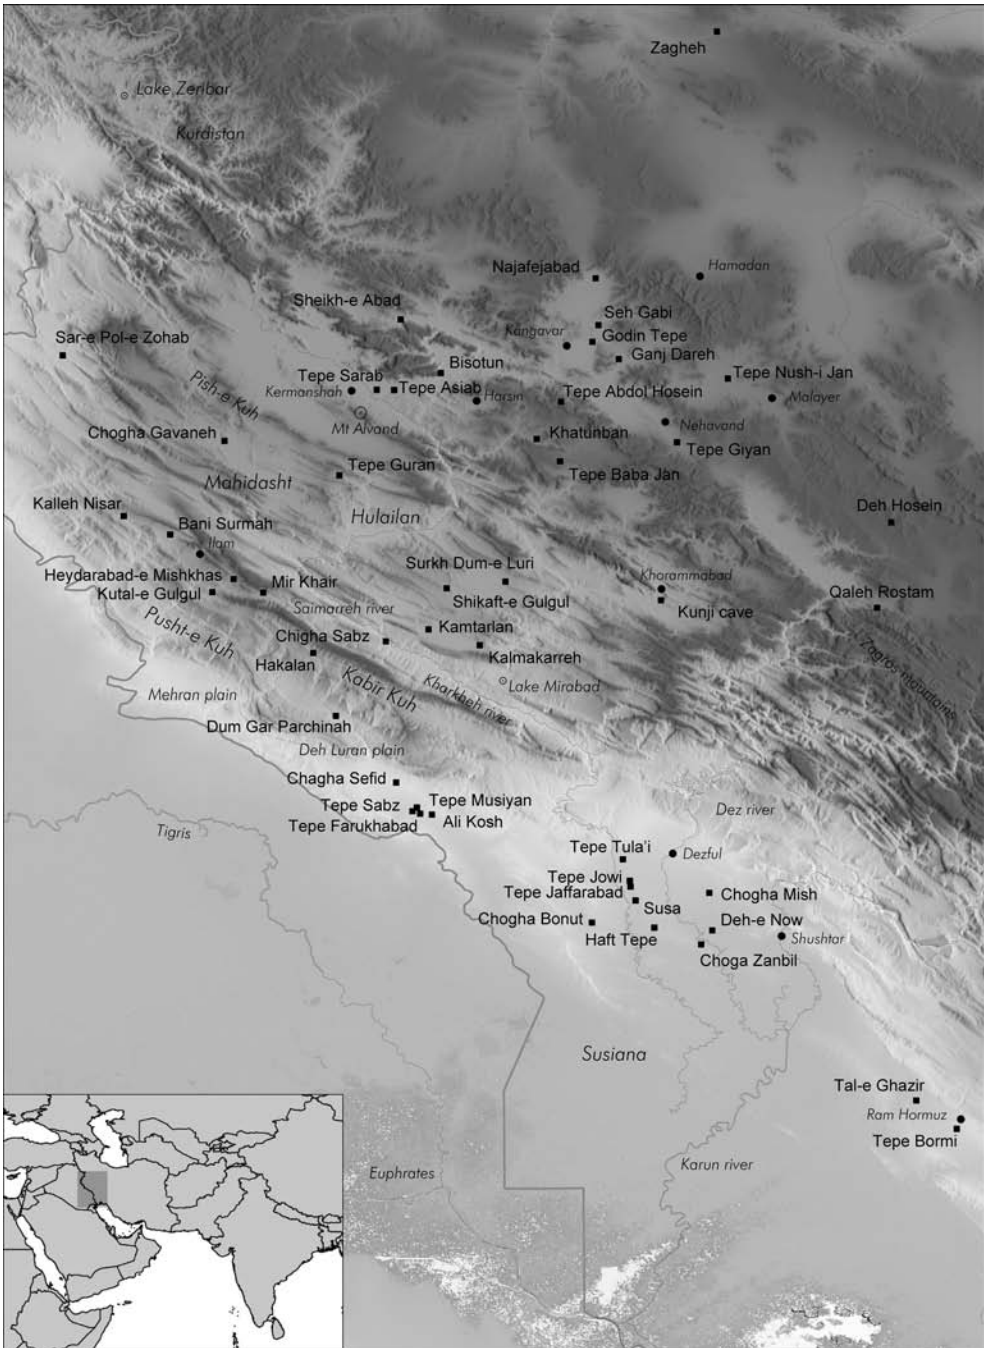 Zagheh
Lake Zeribar
Kurdistan
Hamadan
Najafejabad
Sheikh-e Abad
Seh Gabi
Kangavar
Godin Tepe
Sar-e Pol-e Zohab
Ganj Dareh
Bisotun
Tepe Nush-i Jan
Tepe Sarab
Pish-e Kuh
Kermanshah
Tepe Asiab
Harsin
Tepe Abdol Hosein
Malayer
Mt Alvand
Nehavand
Chogha Gavaneh
Khatunban
Tepe Giyan
Tepe Guran
Tepe Baba Jan
Mahidasht
Kalleh Nisar
Hulailan
Deh Hosein
Bani Surmah
Ilam
Surkh Dum-e Luri
Heydarabad-e Mishkhas
Khorammabad
Kutal-e Gulgul
Mir Khair
Shikaft-e Gulgul
Qaleh Rostam
Saimarreh river
Kunji cave
Pusht-e Kuh
Kamtarlan
Chigha Sabz
Zagros mountains
Hakalan
Kalmakarreh
Kabir Kuh
Kharkheh river
Lake Mirabad
Mehran plain
Dum Gar Parchinah
Deh Luran plain
Chagha Sefid
Tepe Sabz
Tepe Musiyan
Dez river
Tepe Farukhabad
Ali Kosh
Tigris
Tepe Tula'i
Dezful
Tepe Jowi
Tepe Jaffarabad
Chogha Mish
Susa
Chogha Bonut
Deh-e Now
Haft Tepe
Shushtar
Choga Zanbil
Susiana
Tal-e Ghazir
Ram Hormuz
Tepe Bormi
Euphrates
Karun river